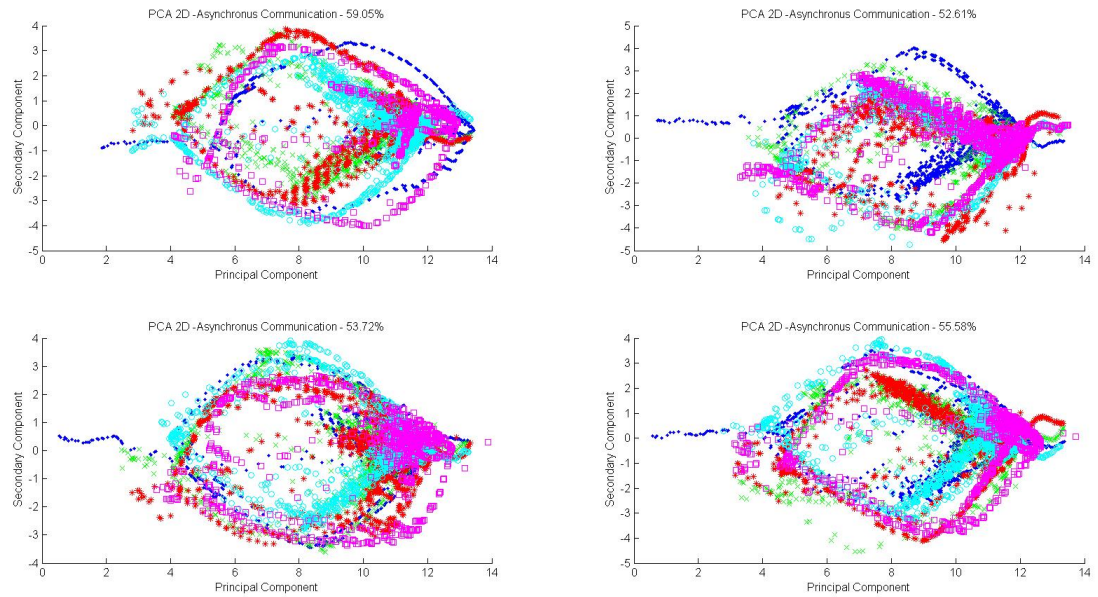 PCA 2D -Asynchronus Communication - 59.05%
4
3
2
1
0
-1
-2
-3
-4
-5
Secondary Component
0 2 4 6 8 10 12 14
Principal Component
PCA 2D -Asynchronus Communication - 52.61%
5
4
3
2
1
0
-1
-2
-3
-4
-5
Secondary Component
0 2 4 6 8 10 12 14
Principal Component
PCA 2D -Asynchronus Communication - 53.72%
4
3
2
1
0
-1
-2
-3
-4
Secondary Component
0 2 4 6 8 10 12 14
Principal Component
PCA 2D -Asynchronus Communication - 55.58%
4
3
2
1
0
-1
-2
-3
-4
-5
Secondary Component
0 2 4 6 8 10 12 14
Principal Component